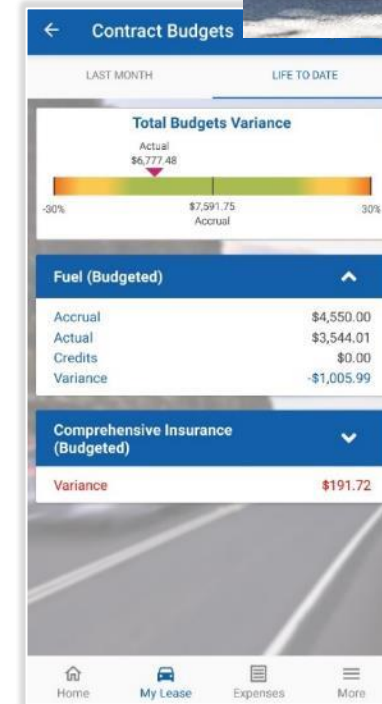 Contract Budgets
LAST MONTH LIFE TO DATE
Total Budgets Variance
Actual
$6,777.48
-30% $7,591.75 30%
Accrual
Fuel (Budgeted)
Accrual $4,550.00
Actual $3,544.01
Credits $0.00
Variance -$1,005.99
Comprehensive Insurance
(Budgeted)
Variance $191.72
Home My Lease Expenses More